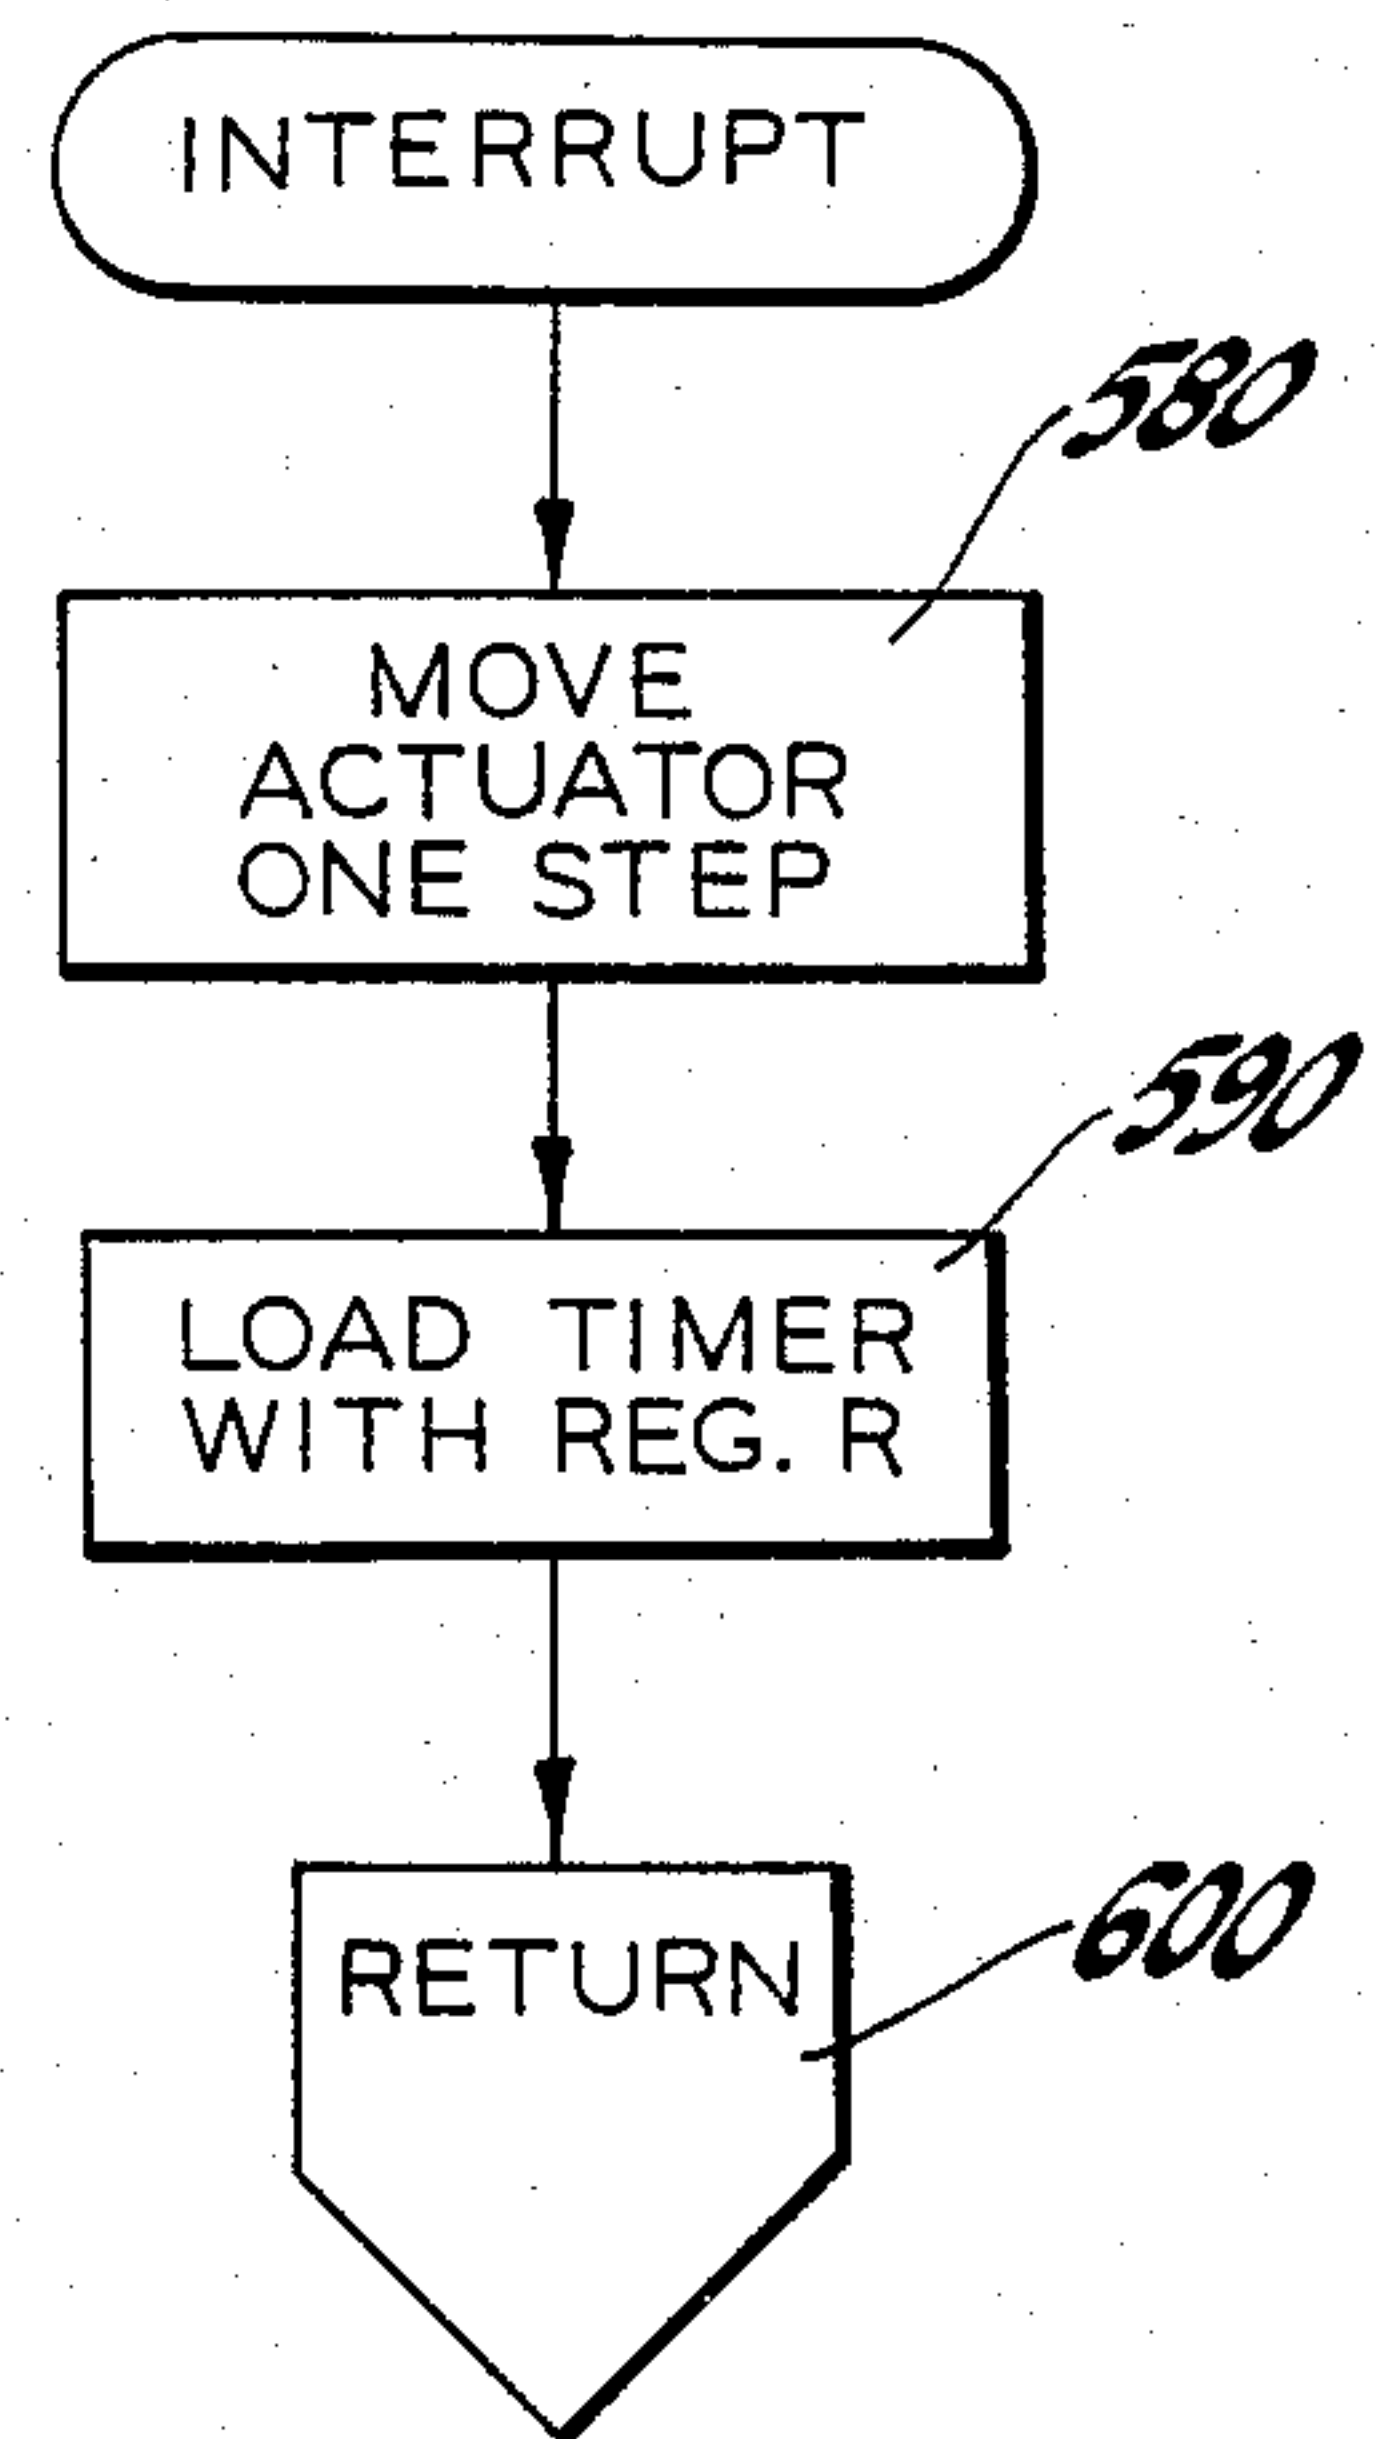 INTERRUPT
580
MOVE
ACTUATOR
ONE STEP
590
LOAD TIMER
WITH REG. R
600
RETURN